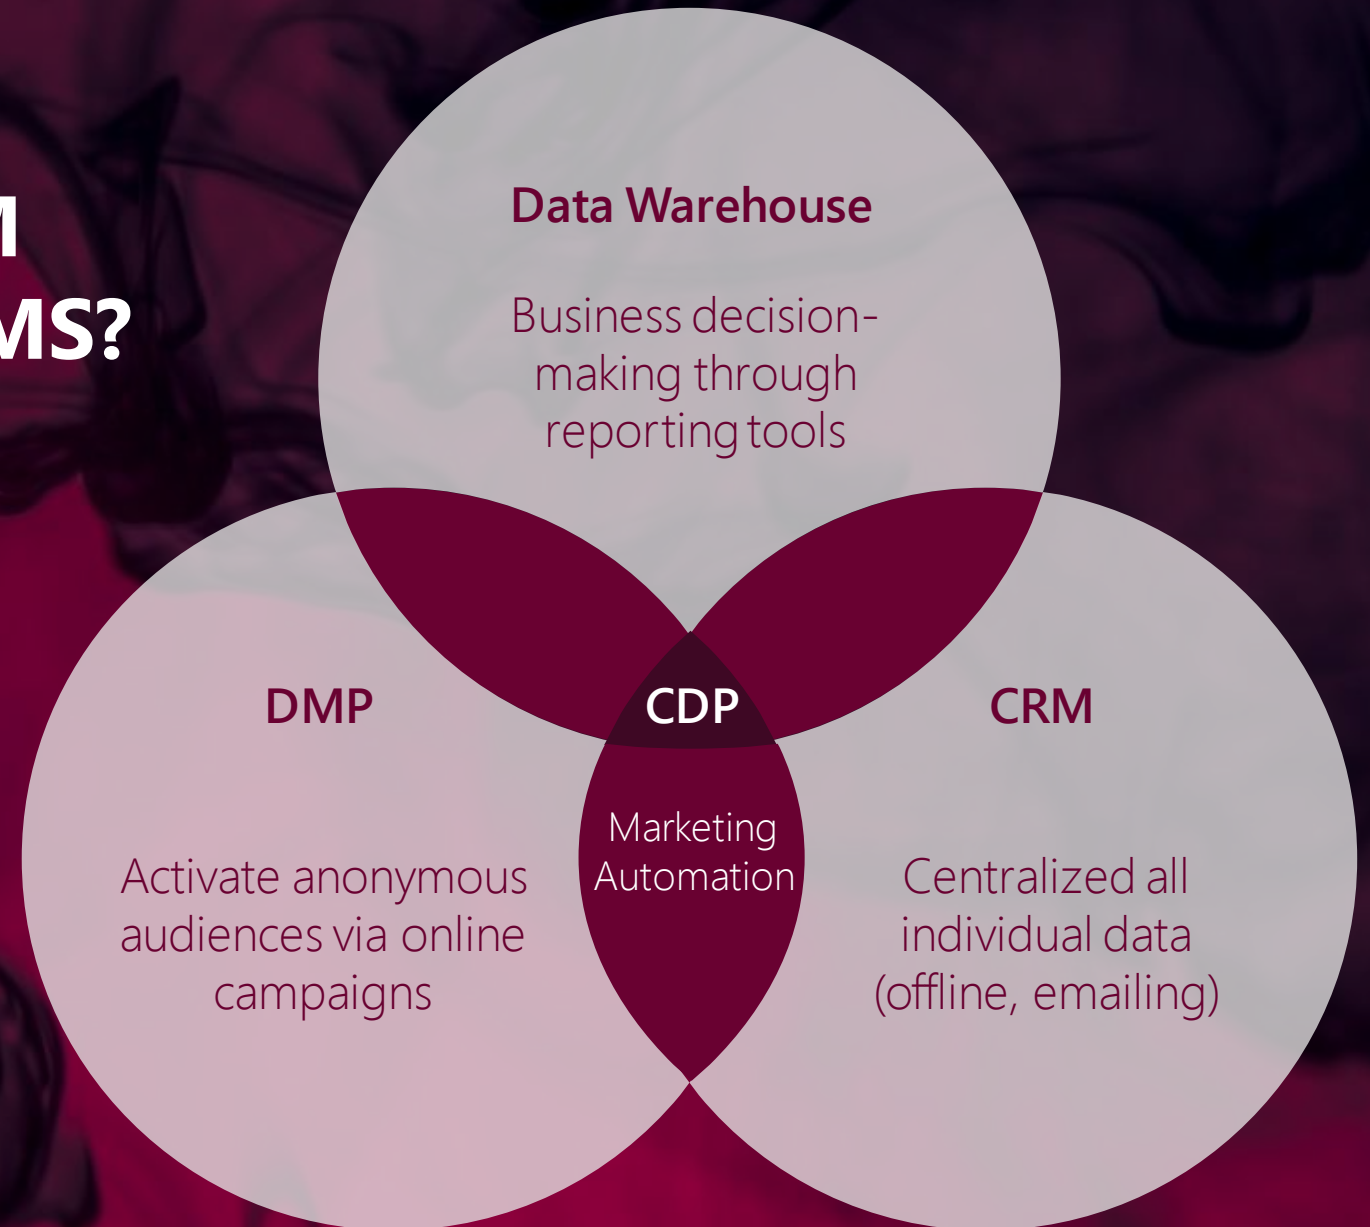 MS?
Data Warehouse
Business decision-
making through
reporting tools
DMP
CDP
CRM
Marketing
Automation
Activate anonymous
audiences via online
campaigns
Centralized all
individual data
(offline, emailing)